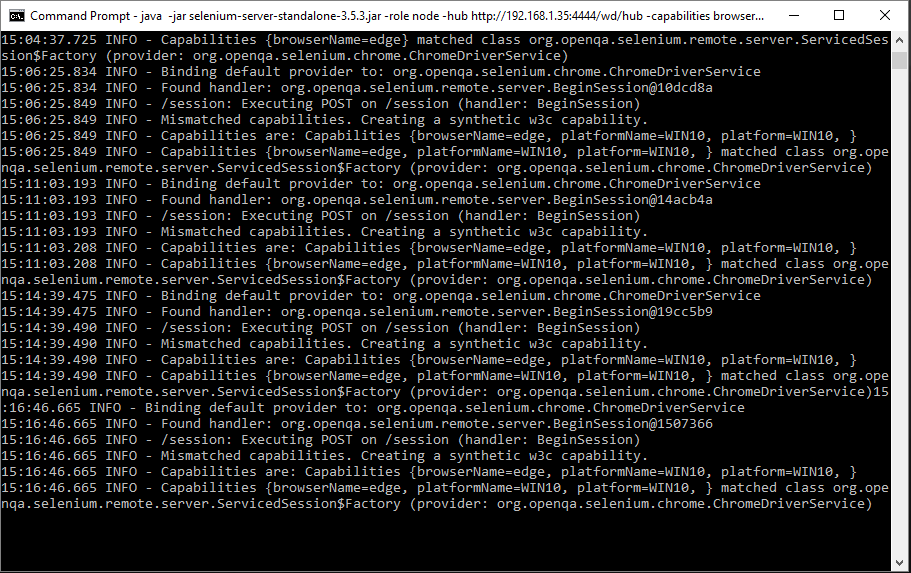 Command Prompt - java  -jar selenium-server-standalone-3.5.3.jar -role node -hub http://192.168.1.35:4444/wd/hub -capabilities browser...
15:04:37.725 INFO - Capabilities {browserName=edge} matched class org.openqa.selenium.remote.server.ServicedSes
sion$Factory (provider: org.openqa.selenium.chrome.ChromeDriverService)
15:06:25.834 INFO - Binding default provider to: org.openqa.selenium.chrome.ChromeDriverService
15:06:25.834 INFO - Found handler: org.openqa.selenium.remote.server.BeginSession@10dcd8a
15:06:25.849 INFO - /session: Executing POST on /session (handler: BeginSession)
15:06:25.849 INFO - Mismatched capabilities. Creating a synthetic w3c capability.
15:06:25.849 INFO - Capabilities are: Capabilities {browserName=edge, platformName=WIN10, platform=WIN10, }
15:06:25.849 INFO - Capabilities {browserName=edge, platformName=WIN10, platform=WIN10, } matched class org.ope
nqa.selenium.remote.server.ServicedSession$Factory (provider: org.openqa.selenium.chrome.ChromeDriverService)
15:11:03.193 INFO - Binding default provider to: org.openqa.selenium.chrome.ChromeDriverService
15:11:03.193 INFO - Found handler: org.openqa.selenium.remote.server.BeginSession@14acb4a
15:11:03.193 INFO - /session: Executing POST on /session (handler: BeginSession)
15:11:03.193 INFO - Mismatched capabilities. Creating a synthetic w3c capability.
15:11:03.208 INFO - Capabilities are: Capabilities {browserName=edge, platformName=WIN10, platform=WIN10, }
15:11:03.208 INFO - Capabilities {browserName=edge, platformName=WIN10, platform=WIN10, } matched class org.ope
nqa.selenium.remote.server.ServicedSession$Factory (provider: org.openqa.selenium.chrome.ChromeDriverService)
15:14:39.475 INFO - Binding default provider to: org.openqa.selenium.chrome.ChromeDriverService
15:14:39.475 INFO - Found handler: org.openqa.selenium.remote.server.BeginSession@19cc5b9
15:14:39.490 INFO - /session: Executing POST on /session (handler: BeginSession)
15:14:39.490 INFO - Mismatched capabilities. Creating a synthetic w3c capability.
15:14:39.490 INFO - Capabilities are: Capabilities {browserName=edge, platformName=WIN10, platform=WIN10, }
15:14:39.490 INFO - Capabilities {browserName=edge, platformName=WIN10, platform=WIN10, } matched class org.ope
nqa.selenium.remote.server.ServicedSession$Factory (provider: org.openqa.selenium.chrome.ChromeDriverService)15
:16:46.665 INFO - Binding default provider to: org.openqa.selenium.chrome.ChromeDriverService
15:16:46.665 INFO - Found handler: org.openqa.selenium.remote.server.BeginSession@1507366
15:16:46.665 INFO - /session: Executing POST on /session (handler: BeginSession)
15:16:46.665 INFO - Mismatched capabilities. Creating a synthetic w3c capability.
15:16:46.665 INFO - Capabilities are: Capabilities {browserName=edge, platformName=WIN10, platform=WIN10, }
15:16:46.665 INFO - Capabilities {browserName=edge, platformName=WIN10, platform=WIN10, } matched class org.ope
nqa.selenium.remote.server.ServicedSession$Factory (provider: org.openqa.selenium.chrome.ChromeDriverService)